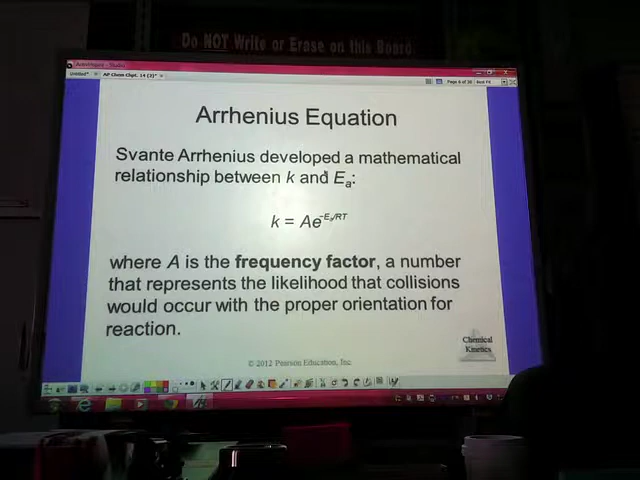 Do NOT Write or Erase on this Board
AP Chem Chpt. 14 (2)*
Arrhenius Equation
Svante Arrhenius developed a mathematical
relationship between k and Ea:
k = Ae^-Ea/RT
where A is the frequency factor, a number
that represents the likelihood that collisions
would occur with the proper orientation for
reaction.
Chemical
Kinetics
© 2012 Pearson Education, Inc.